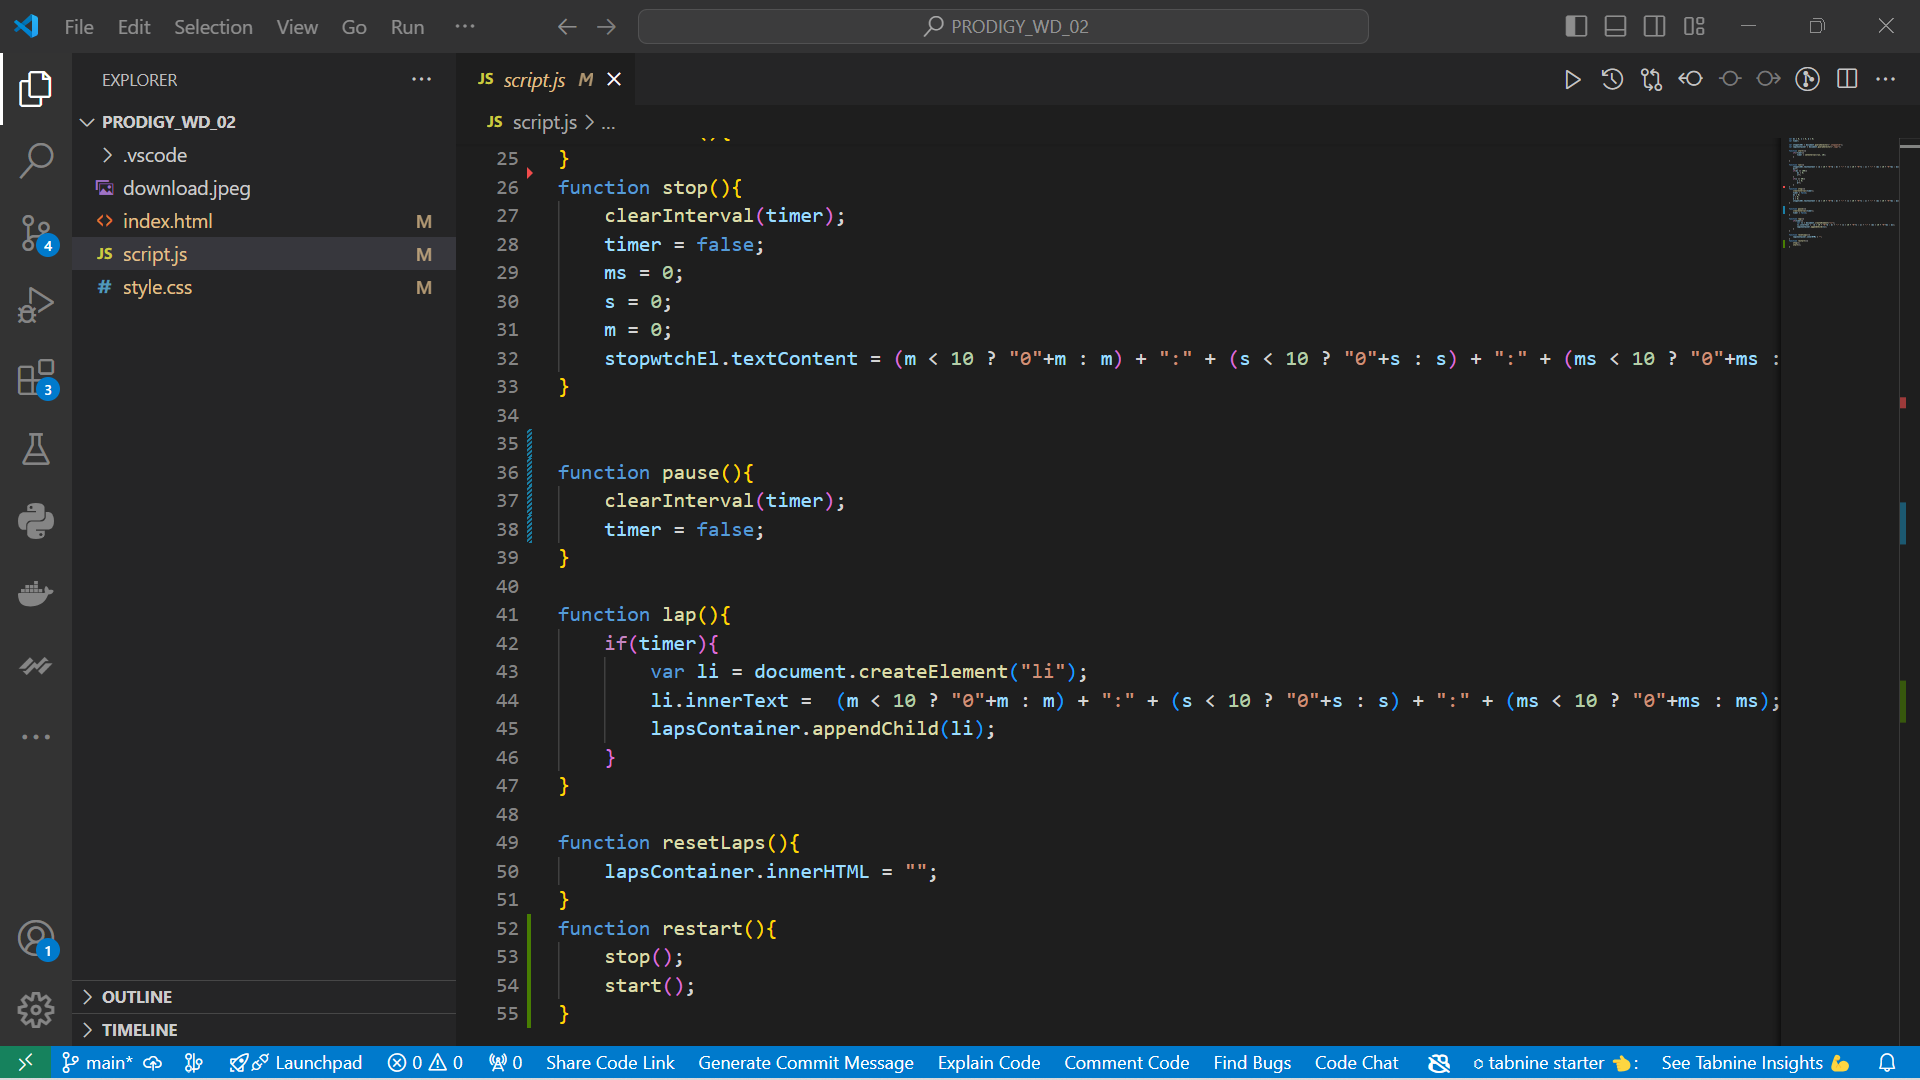 File Edit Selection View Go Run ··· PRODIGY_WD_02
EXPLORER ···
PRODIGY_WD_02
.vscode
download.jpeg
index.html M
JS script.js M
# style.css M
OUTLINE
TIMELINE
4
3
1
JS script.js M
JS script.js > ...
25 }
26 function stop(){
27 clearInterval(timer);
28 timer = false;
29 ms = 0;
30 s = 0;
31 m = 0;
32 stopwtchEl.textContent = (m < 10 ? "0"+m : m) + ":" + (s < 10 ? "0"+s : s) + ":" + (ms < 10 ? "0"+ms :
33 }
34
35
36 function pause(){
37 clearInterval(timer);
38 timer = false;
39 }
40
41 function lap(){
42 if(timer){
43 var li = document.createElement("li");
44 li.innerText =  (m < 10 ? "0"+m : m) + ":" + (s < 10 ? "0"+s : s) + ":" + (ms < 10 ? "0"+ms : ms);
45 lapsContainer.appendChild(li);
46 }
47 }
48
49 function resetLaps(){
50 lapsContainer.innerHTML = "";
51 }
52 function restart(){
53 stop();
54 start();
55 }
main* Launchpad 0 0 0 Share Code Link Generate Commit Message Explain Code Comment Code Find Bugs Code Chat tabnine starter 👈 : See Tabnine Insights 💪